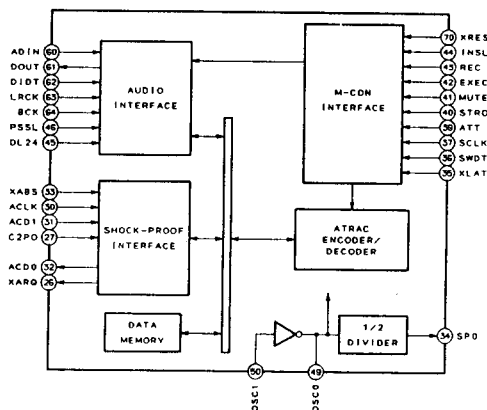 ADIN 60
DOUT 61
DIDT 62
LRCK 63
BCK 64
PSSL 46
DL24 45
AUDIO
INTERFACE
M-CDN
INTERFACE
70 XRES
44 INSL
43 REC
42 EXEC
41 MUTE
40 STRO
39 ATT
37 SCLK
36 SWDT
35 XLAT
XABS 33
ACLK 30
ACD1 31
C2PO 27
ACD0 32
XARQ 26
SHOCK-PROOF
INTERFACE
ATRAC
ENCODER/
DECODER
DATA
MEMORY
1/2
DIVIDER
34 SPO
50
49
OSC1
OSC0